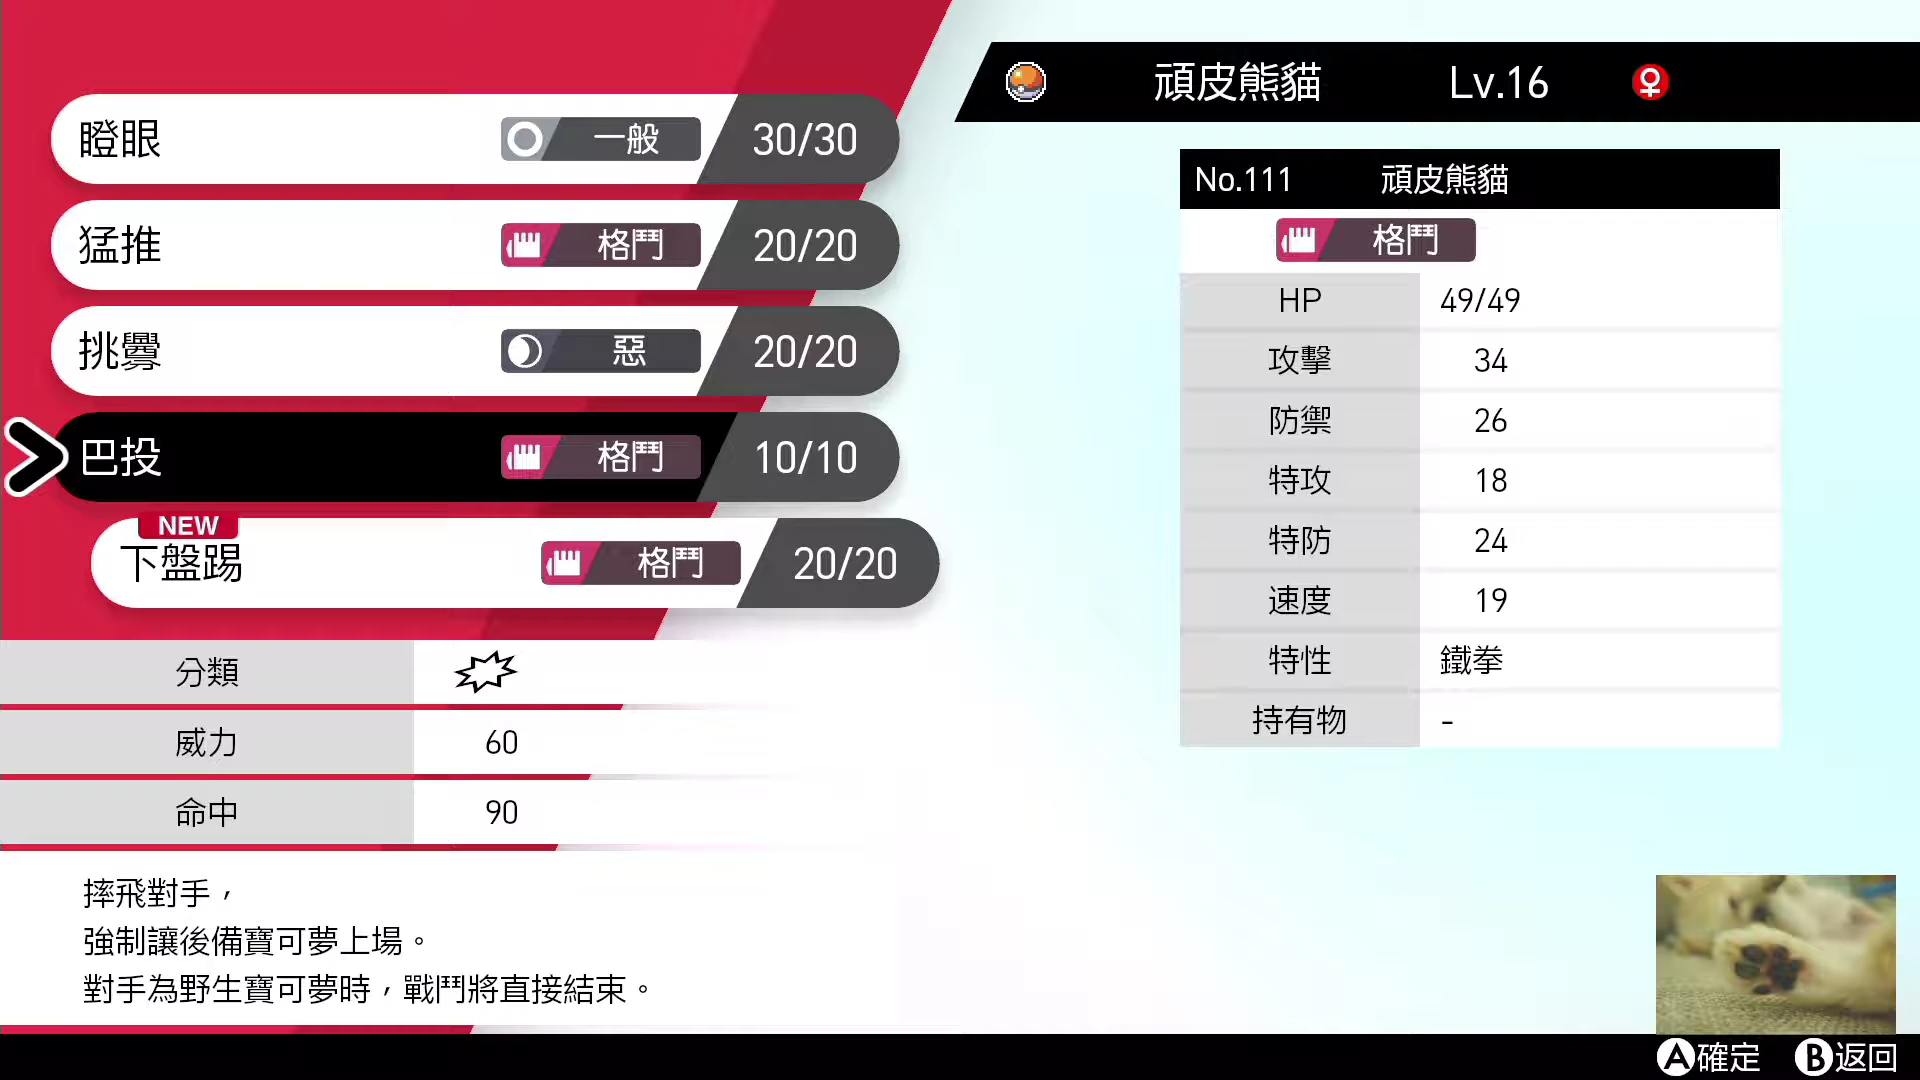 瞪眼 一般 30/30
猛推 格鬥 20/20
挑釁 惡 20/20
巴投 格鬥 10/10
NEW
下盤踢 格鬥 20/20
分類
威力 60
命中 90
摔飛對手，
強制讓後備寶可夢上場。
對手為野生寶可夢時，戰鬥將直接結束。
頑皮熊貓 Lv.16 ♀
No.111 頑皮熊貓
格鬥
HP 49/49
攻擊 34
防禦 26
特攻 18
特防 24
速度 19
特性 鐵拳
持有物 -
A確定 B返回